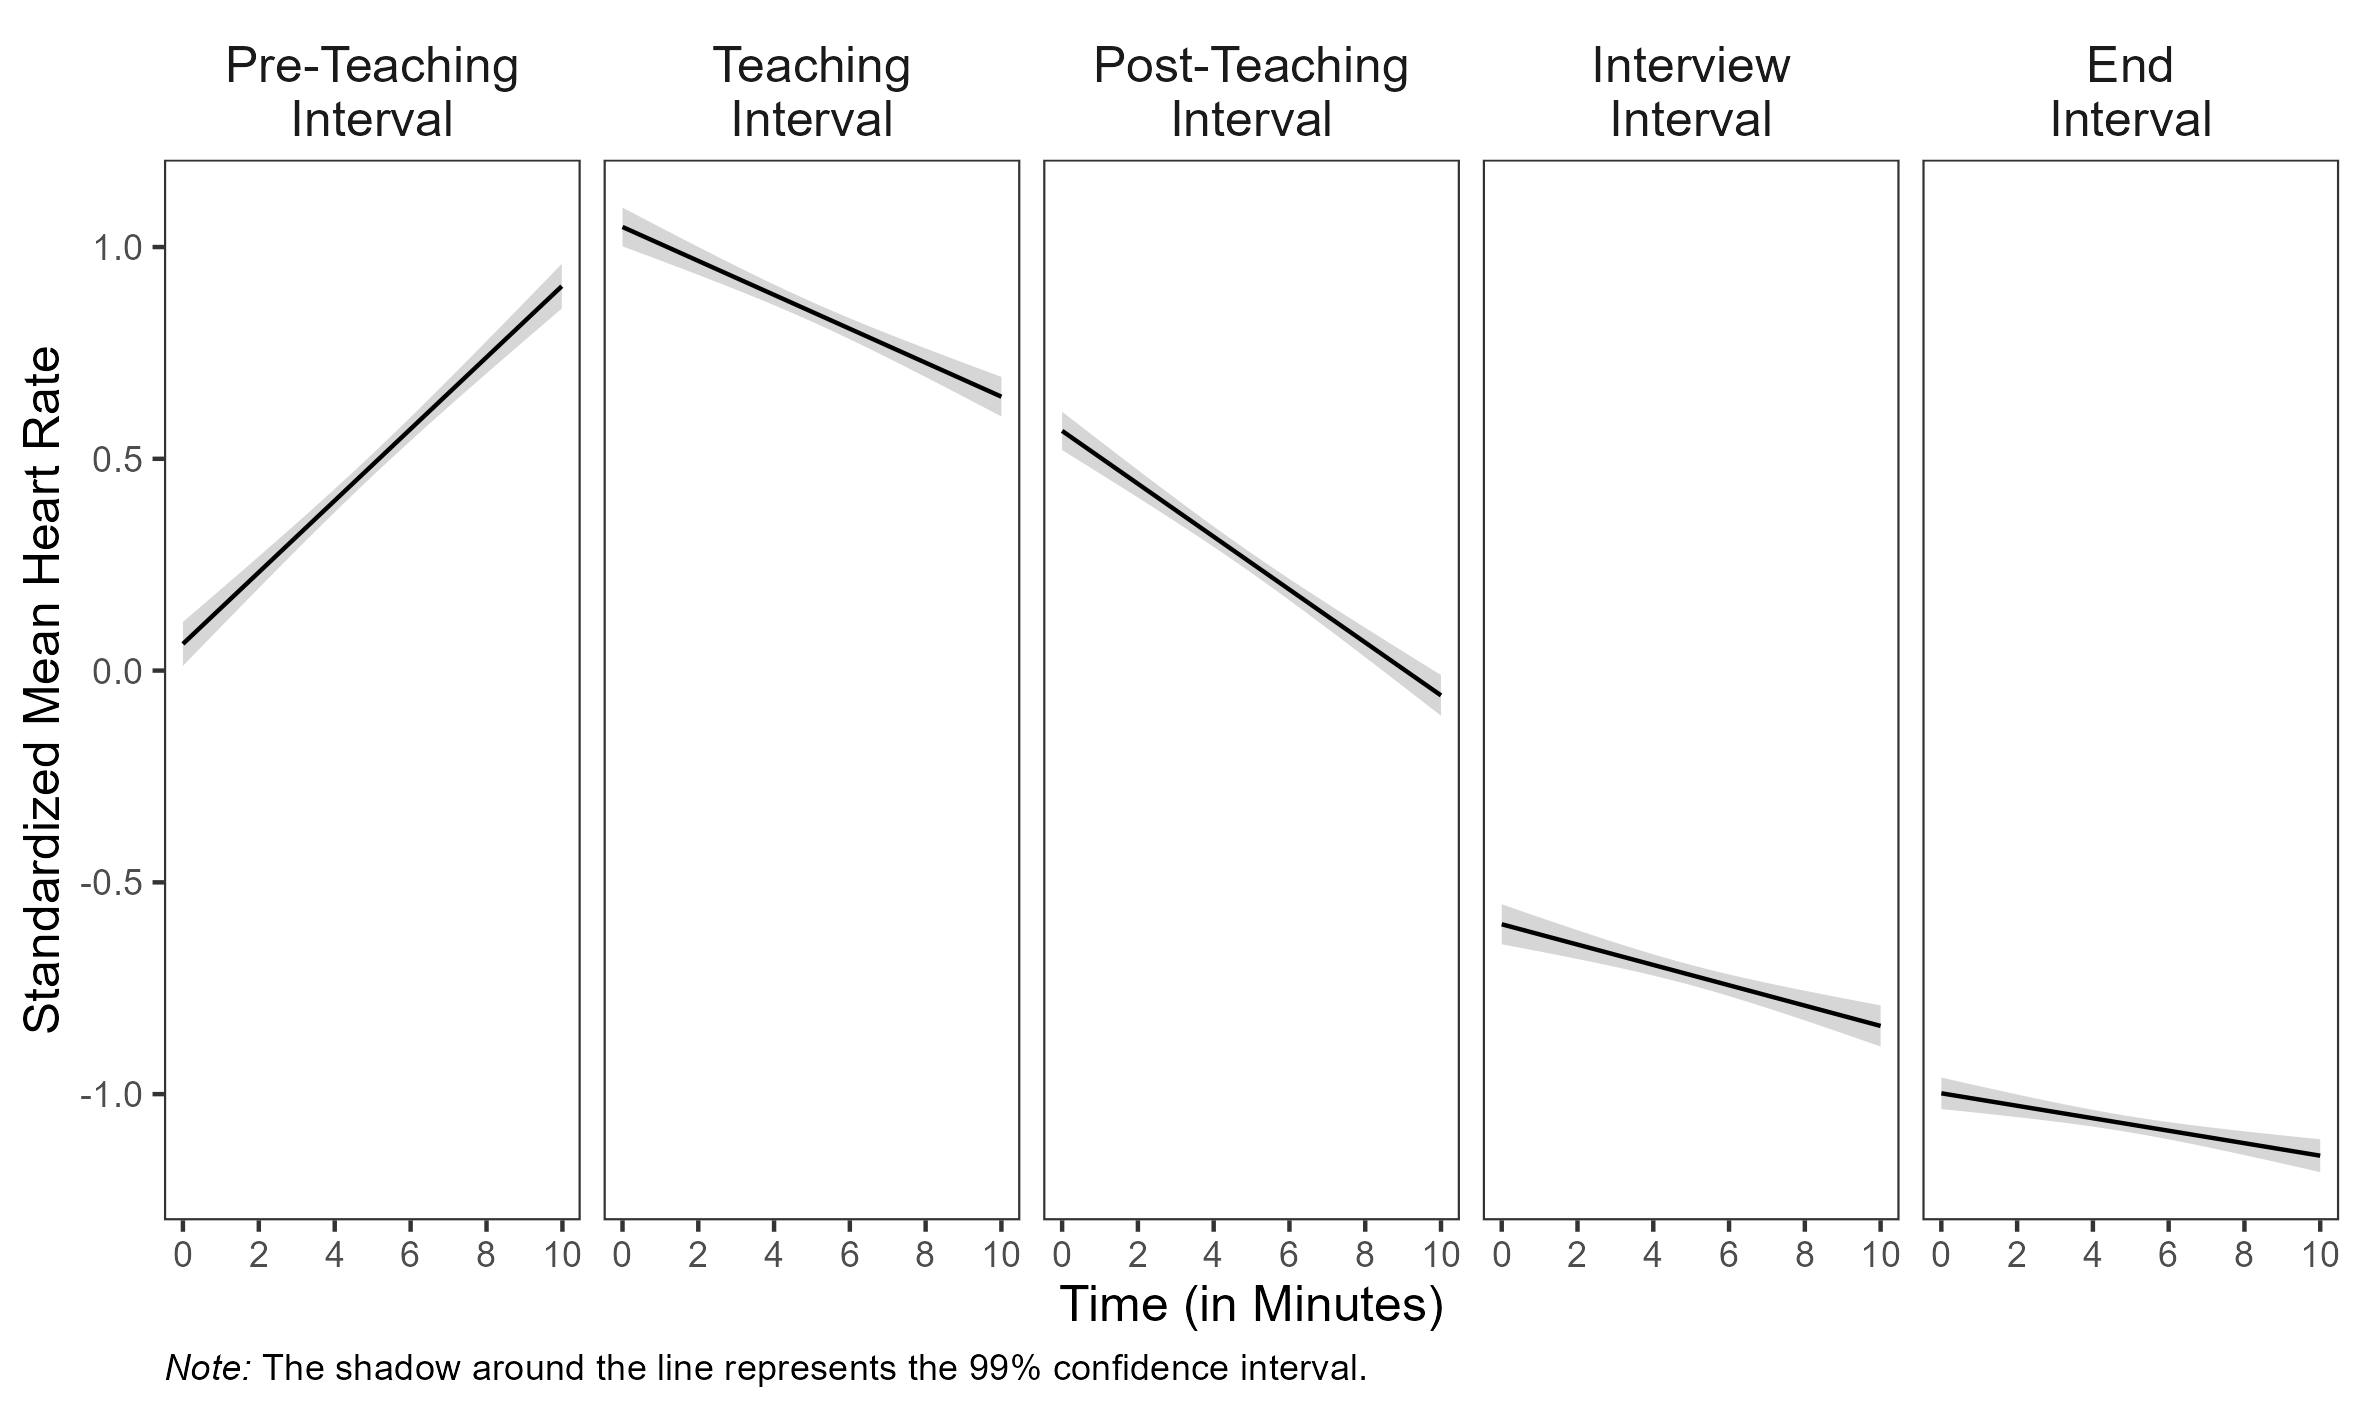 Pre-Teaching
Interval
Teaching
Interval
Post-Teaching
Interval
Interview
Interval
End
Interval
Standardized Mean Heart Rate
1.0
0.5
0.0
-0.5
-1.0
0 2 4 6 8 10
0 2 4 6 8 10
0 2 4 6 8 10
0 2 4 6 8 10
0 2 4 6 8 10
Time (in Minutes)
Note: The shadow around the line represents the 99% confidence interval.